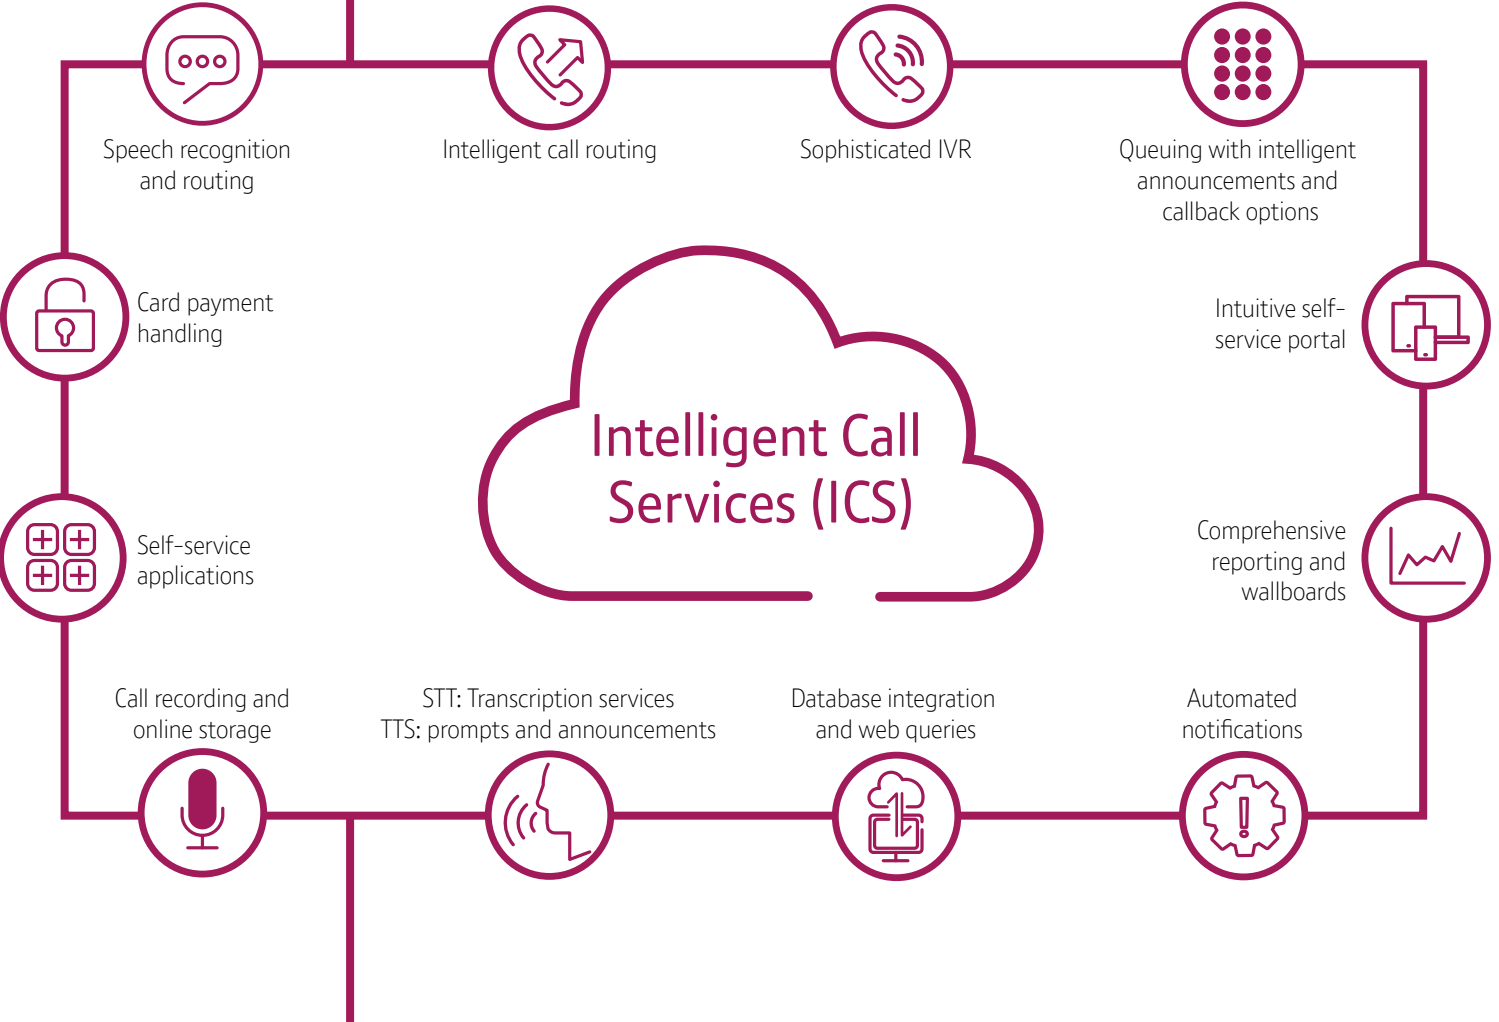 Speech recognition
and routing
Intelligent call routing
Sophisticated IVR
Queuing with intelligent
announcements and
callback options
Card payment
handling
Intuitive self-
service portal
Intelligent Call
Services (ICS)
Self-service
applications
Comprehensive
reporting and
wallboards
Call recording and
online storage
STT: Transcription services
TTS: prompts and announcements
Database integration
and web queries
Automated
notifications